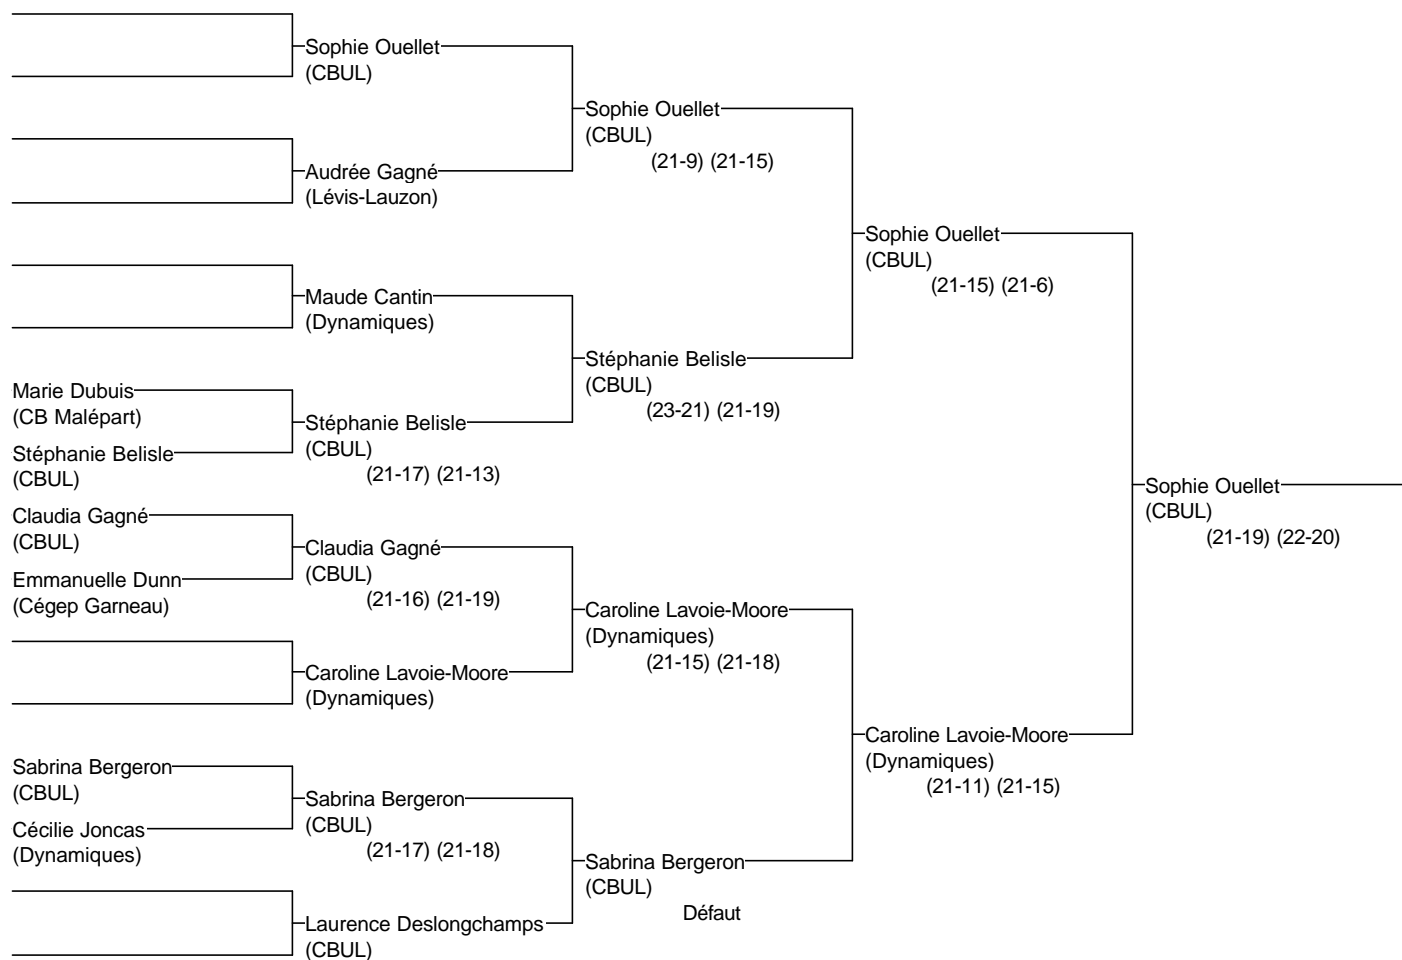 Sophie Ouellet
(CBUL)
Sophie Ouellet
(CBUL)
(21-9) (21-15)
Audrée Gagné
(Lévis-Lauzon)
Sophie Ouellet
(CBUL)
(21-15) (21-6)
Maude Cantin
(Dynamiques)
Stéphanie Belisle
(CBUL)
(23-21) (21-19)
Marie Dubuis
(CB Malépart)
Stéphanie Belisle
(CBUL)
(21-17) (21-13)
Stéphanie Belisle
(CBUL)
Sophie Ouellet
(CBUL)
(21-19) (22-20)
Claudia Gagné
(CBUL)
Claudia Gagné
(CBUL)
(21-16) (21-19)
Emmanuelle Dunn
(Cégep Garneau)
Caroline Lavoie-Moore
(Dynamiques)
(21-15) (21-18)
Caroline Lavoie-Moore
(Dynamiques)
Caroline Lavoie-Moore
(Dynamiques)
(21-11) (21-15)
Sabrina Bergeron
(CBUL)
Sabrina Bergeron
(CBUL)
(21-17) (21-18)
Cécilie Joncas
(Dynamiques)
Sabrina Bergeron
(CBUL)
Défaut
Laurence Deslongchamps
(CBUL)